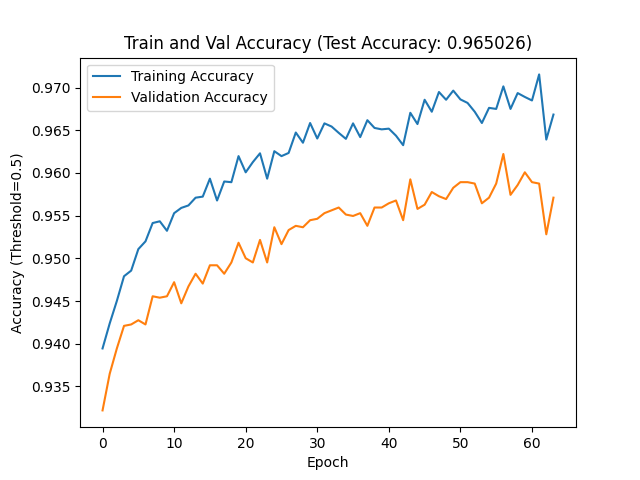 Train and Val Accuracy (Test Accuracy: 0.965026)
Training Accuracy
Validation Accuracy
Accuracy (Threshold=0.5)
0.970
0.965
0.960
0.955
0.950
0.945
0.940
0.935
0 10 20 30 40 50 60
Epoch